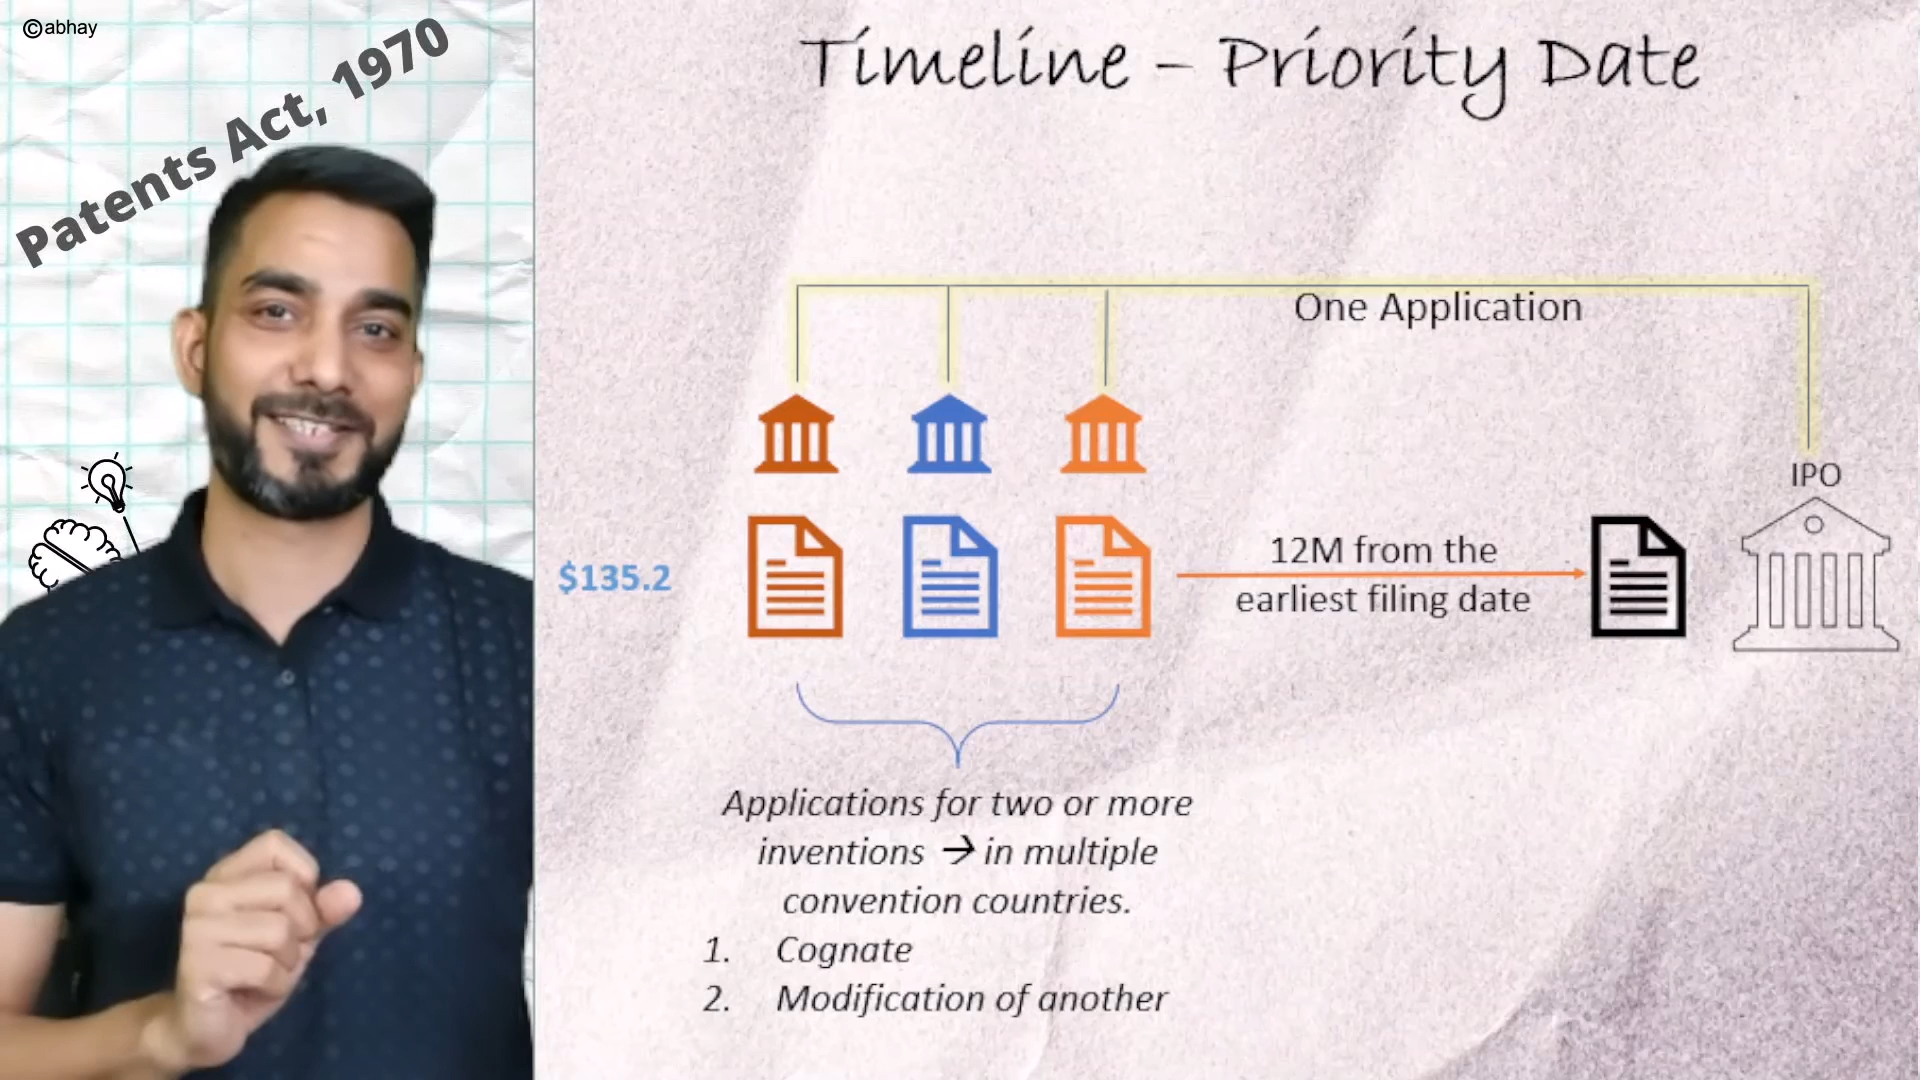 ©abhay
Patents Act, 1970
Timeline – Priority Date
One Application
IPO
$135.2
12M from the
earliest filing date
Applications for two or more
inventions → in multiple
convention countries.
1. Cognate
2. Modification of another